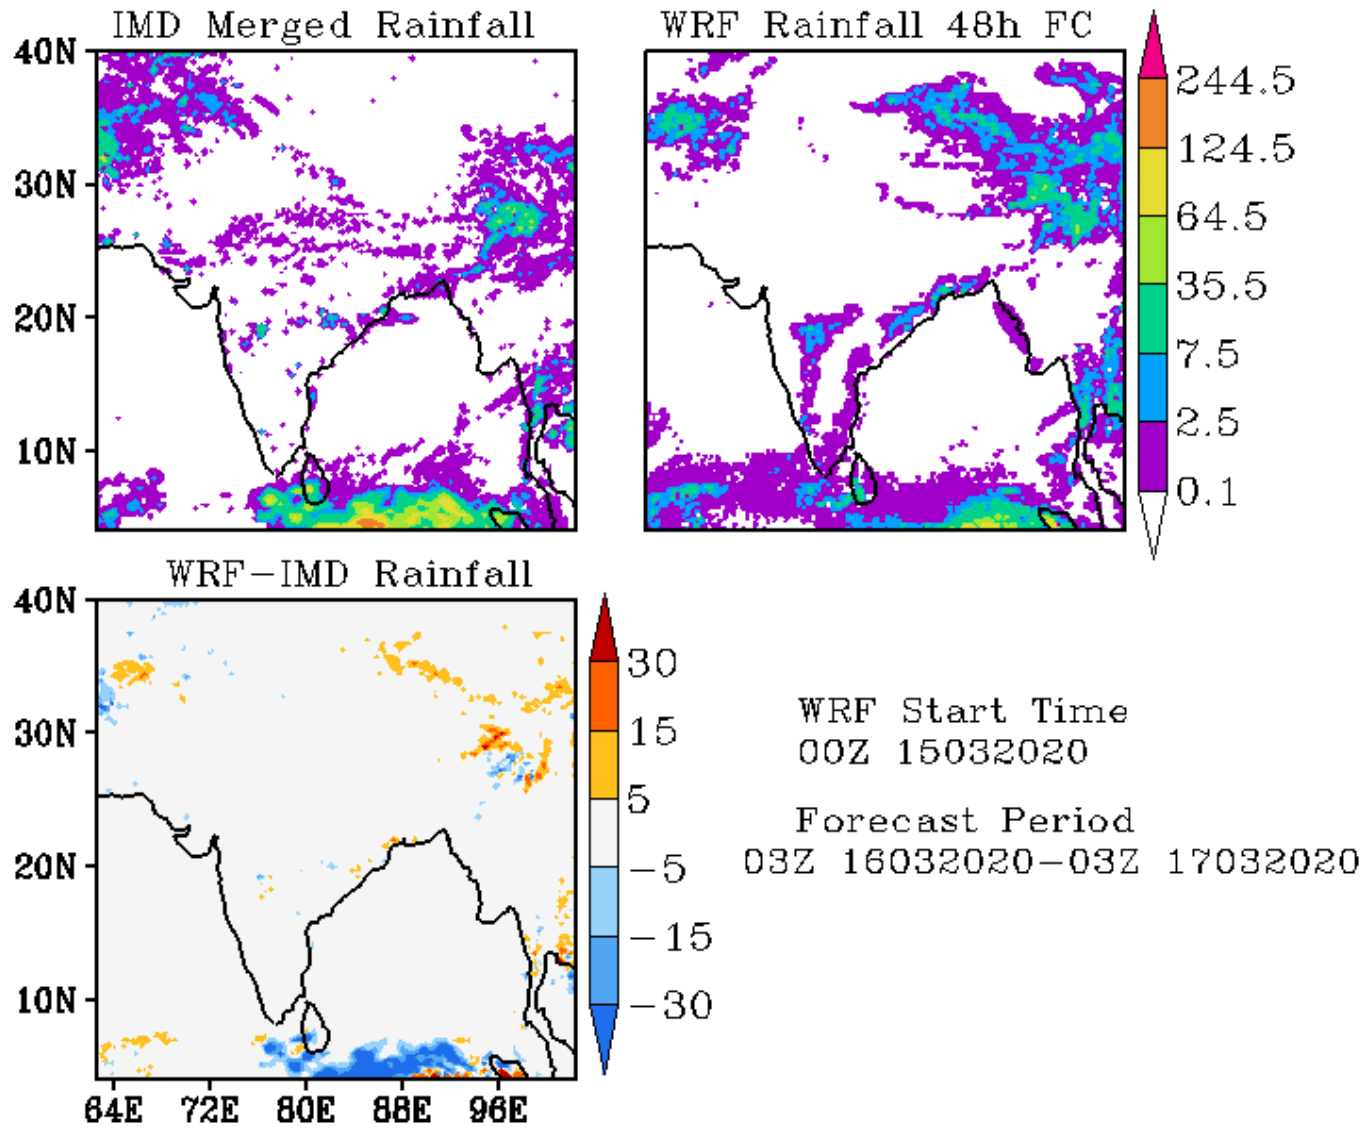 IMD Merged Rainfall
WRF Rainfall 48h FC
40N
30N
20N
10N
244.5
124.5
64.5
35.5
7.5
2.5
0.1
WRF-IMD Rainfall
40N
30N
20N
10N
64E 72E 80E 88E 96E
30
15
5
-5
-15
-30
WRF Start Time
00Z 15032020
Forecast Period
03Z 16032020-03Z 17032020